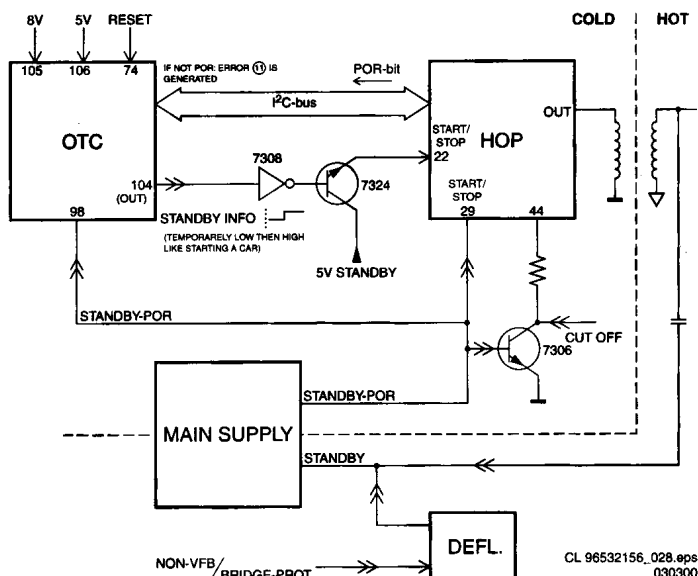 COLD
HOT
8V
5V
RESET
105
106
74
IF NOT POR: ERROR 11 IS
GENERATED
POR-bit
I²C-bus
OTC
HOP
OUT
START/
STOP
22
104
(OUT)
7308
7324
START/
STOP
98
29
44
STANDBY INFO
(TEMPORARELY LOW THEN HIGH
LIKE STARTING A CAR)
5V STANDBY
STANDBY-POR
CUT OFF
7306
STANDBY-POR
MAIN SUPPLY
STANDBY
DEFL.
NON-VFB/
BRIDGE-PROT
CL 96532156_028.eps
030300